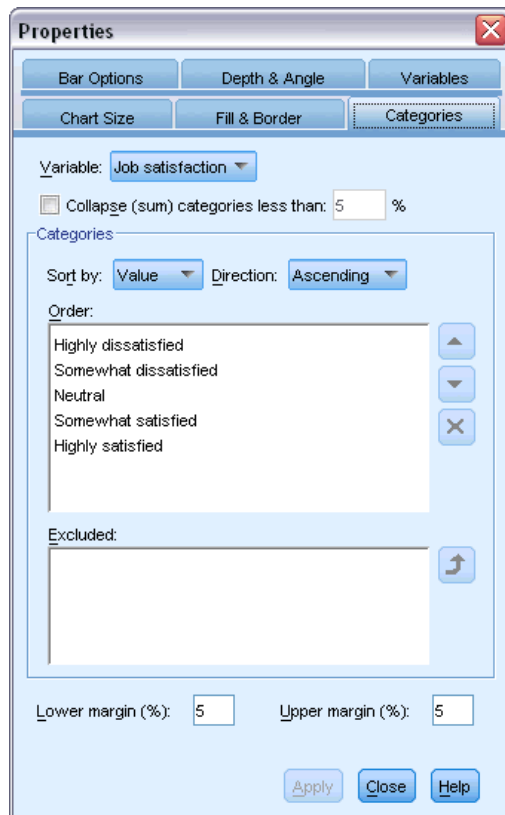 Properties
Bar Options Depth & Angle Variables
Chart Size Fill & Border Categories
Variable: Job satisfaction
Collapse (sum) categories less than: 5 %
Categories
Sort by: Value Direction: Ascending
Order:
Highly dissatisfied
Somewhat dissatisfied
Neutral
Somewhat satisfied
Highly satisfied
Excluded:
Lower margin (%): 5 Upper margin (%): 5
Apply Close Help